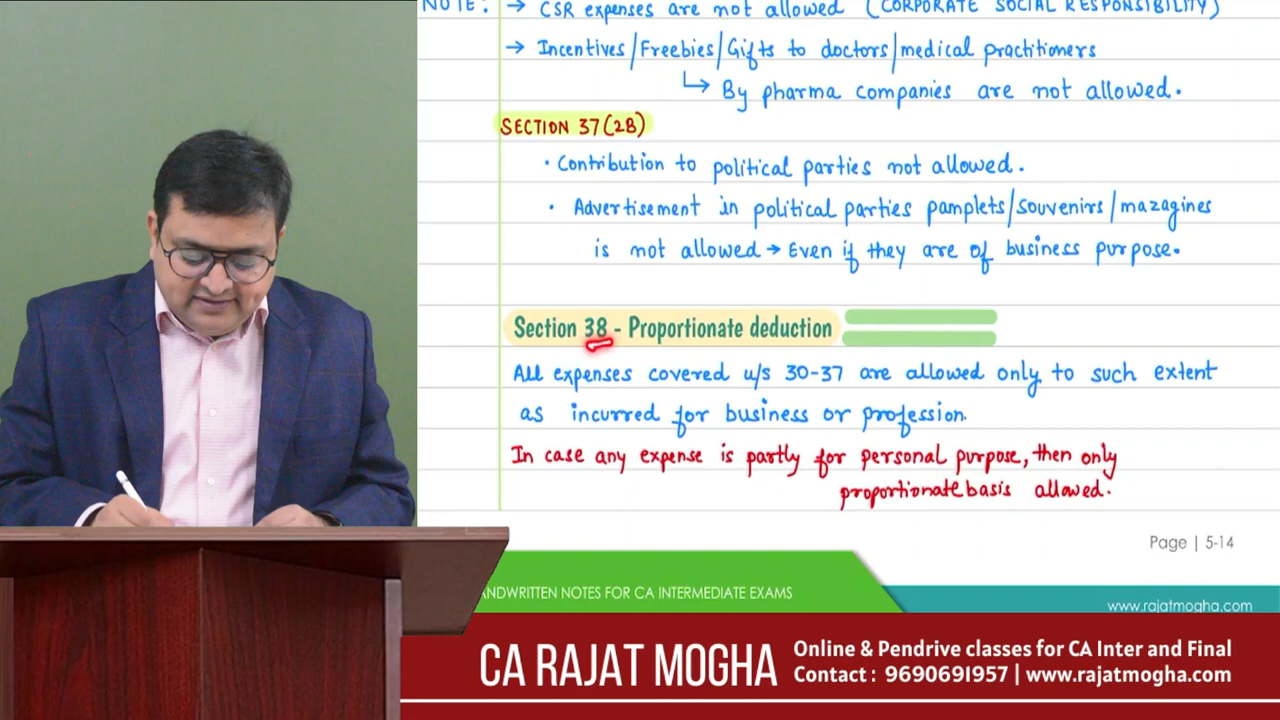 NOTE: → CSR expenses are not allowed (CORPORATE SOCIAL RESPONSIBILITY)
→ Incentives/Freebies/Gifts to doctors/medical practitioners
↳ By pharma companies are not allowed.
SECTION 37(2B)
• Contribution to political parties not allowed.
• Advertisement in political parties pamplets/souvenirs/mazagines
is not allowed → Even if they are of business purpose.
Section 38 - Proportionate deduction
All expenses covered u/s 30-37 are allowed only to such extent
as incurred for business or profession.
In case any expense is partly for personal purpose, then only
proportionate basis allowed.
Page | 5-14
ANDWRITTEN NOTES FOR CA INTERMEDIATE EXAMS
www.rajatmogha.com
CA RAJAT MOGHA
Online & Pendrive classes for CA Inter and Final
Contact : 9690691957 | www.rajatmogha.com